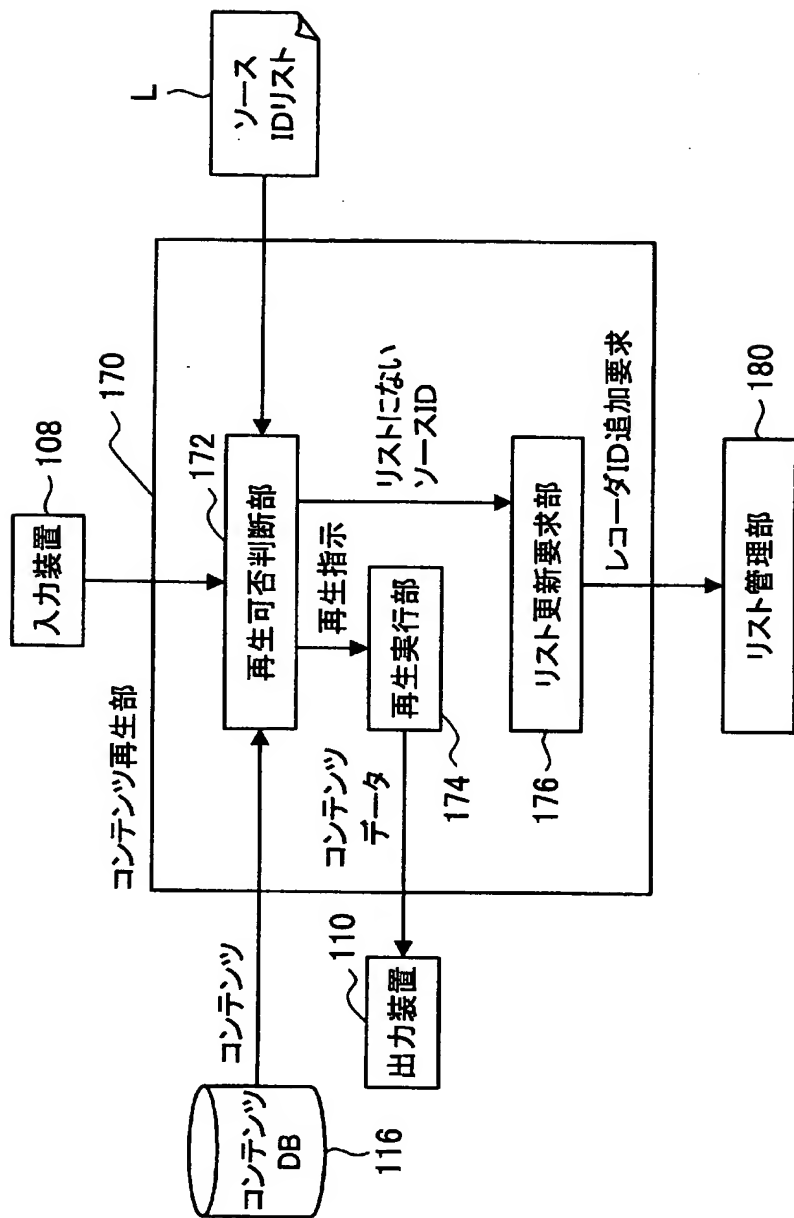 L
ソース
IDリスト
170
108
入力装置
コンテンツ再生部
172
再生可否判断部
再生指示
リストにない
ソースID
再生実行部
174
コンテンツ
データ
リスト更新要求部
176
レコーダID追加要求
180
リスト管理部
110
出力装置
コンテンツ
コンテンツ
DB
116